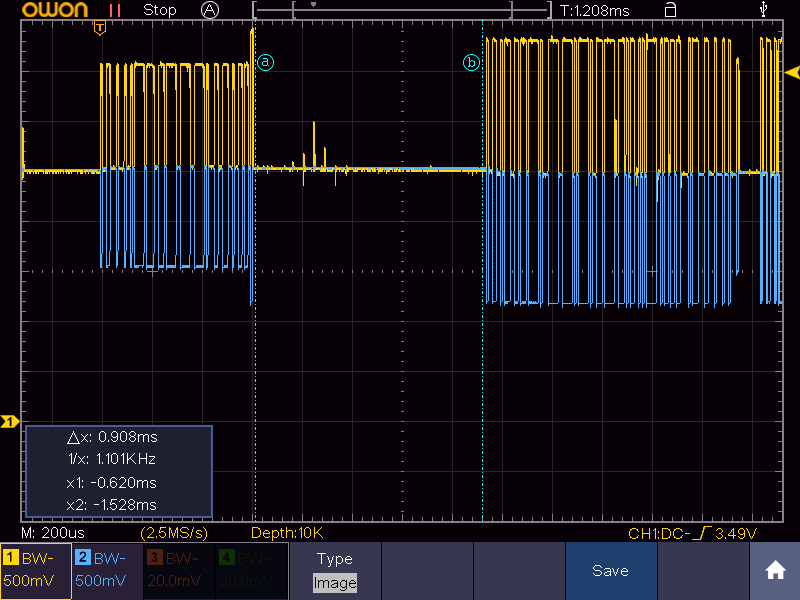 OWON Stop A T:1.208ms
T
a b
1
△x: 0.908ms
1/x: 1.101KHz
x1: -0.620ms
x2: -1.528ms
M: 200us (2.5MS/s) Depth:10K CH1:DC- 3.49V
1 BW~ 2 BW~ 3 BW~ 4 BW~ Type Save
500mV 500mV 20.0mV 20.0mV Image